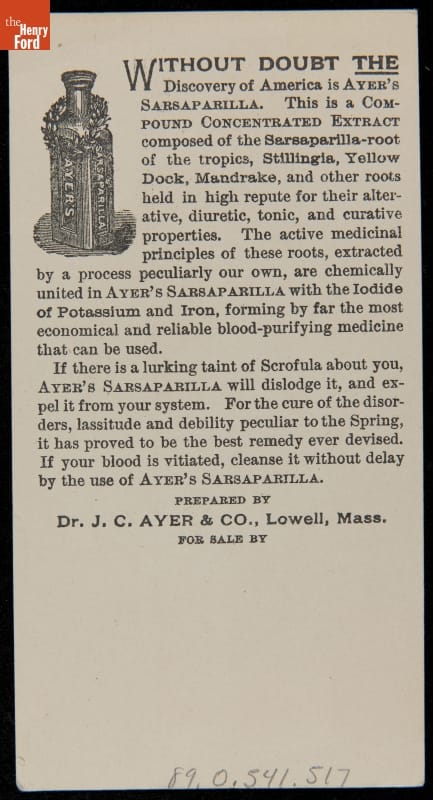 the
Henry
Ford
WITHOUT DOUBT THE
Discovery of America is AYER'S
SARSAPARILLA. This is a COM-
POUND CONCENTRATED EXTRACT
composed of the Sarsaparilla-root
of the tropics, Stillingia, Yellow
Dock, Mandrake, and other roots
held in high repute for their alter-
ative, diuretic, tonic, and curative
properties. The active medicinal
principles of these roots, extracted
by a process peculiarly our own, are chemically
united in AYER'S SARSAPARILLA with the Iodide
of Potassium and Iron, forming by far the most
economical and reliable blood-purifying medicine
that can be used.
If there is a lurking taint of Scrofula about you,
AYER'S SARSAPARILLA will dislodge it, and ex-
pel it from your system. For the cure of the disor-
ders, lassitude and debility peculiar to the Spring,
it has proved to be the best remedy ever devised.
If your blood is vitiated, cleanse it without delay
by the use of AYER'S SARSAPARILLA.
PREPARED BY
Dr. J. C. AYER & CO., Lowell, Mass.
FOR SALE BY
AYER'S
SARSAPARILLA
89.0.541.517